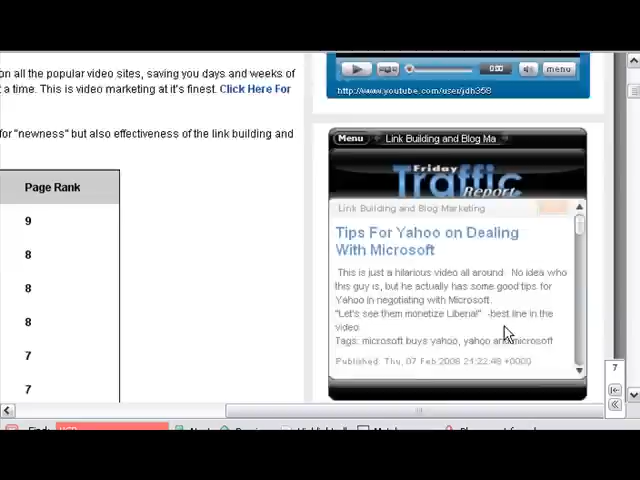 on all the popular video sites, saving you days and weeks of
t a time. This is video marketing at it's finest. Click Here For
for "newness" but also effectiveness of the link building and
Page Rank
9
8
8
8
7
7
menu
http://www.youtube.com/user/jdh358
Menu
Link Building and Blog Ma
Friday
Traffic
Report
Link Building and Blog Marketing
Tips For Yahoo on Dealing
With Microsoft
This is just a hilarious video all around. No idea who
this guy is, but he actually has some good tips for
Yahoo in negotiating with Microsoft.
"Let's see them monetize Liberia!" -best line in the
video
Tags: microsoft buys yahoo, yahoo and microsoft
Published: Thu, 07 Feb 2008 21:22:48 +0000
7
Find: